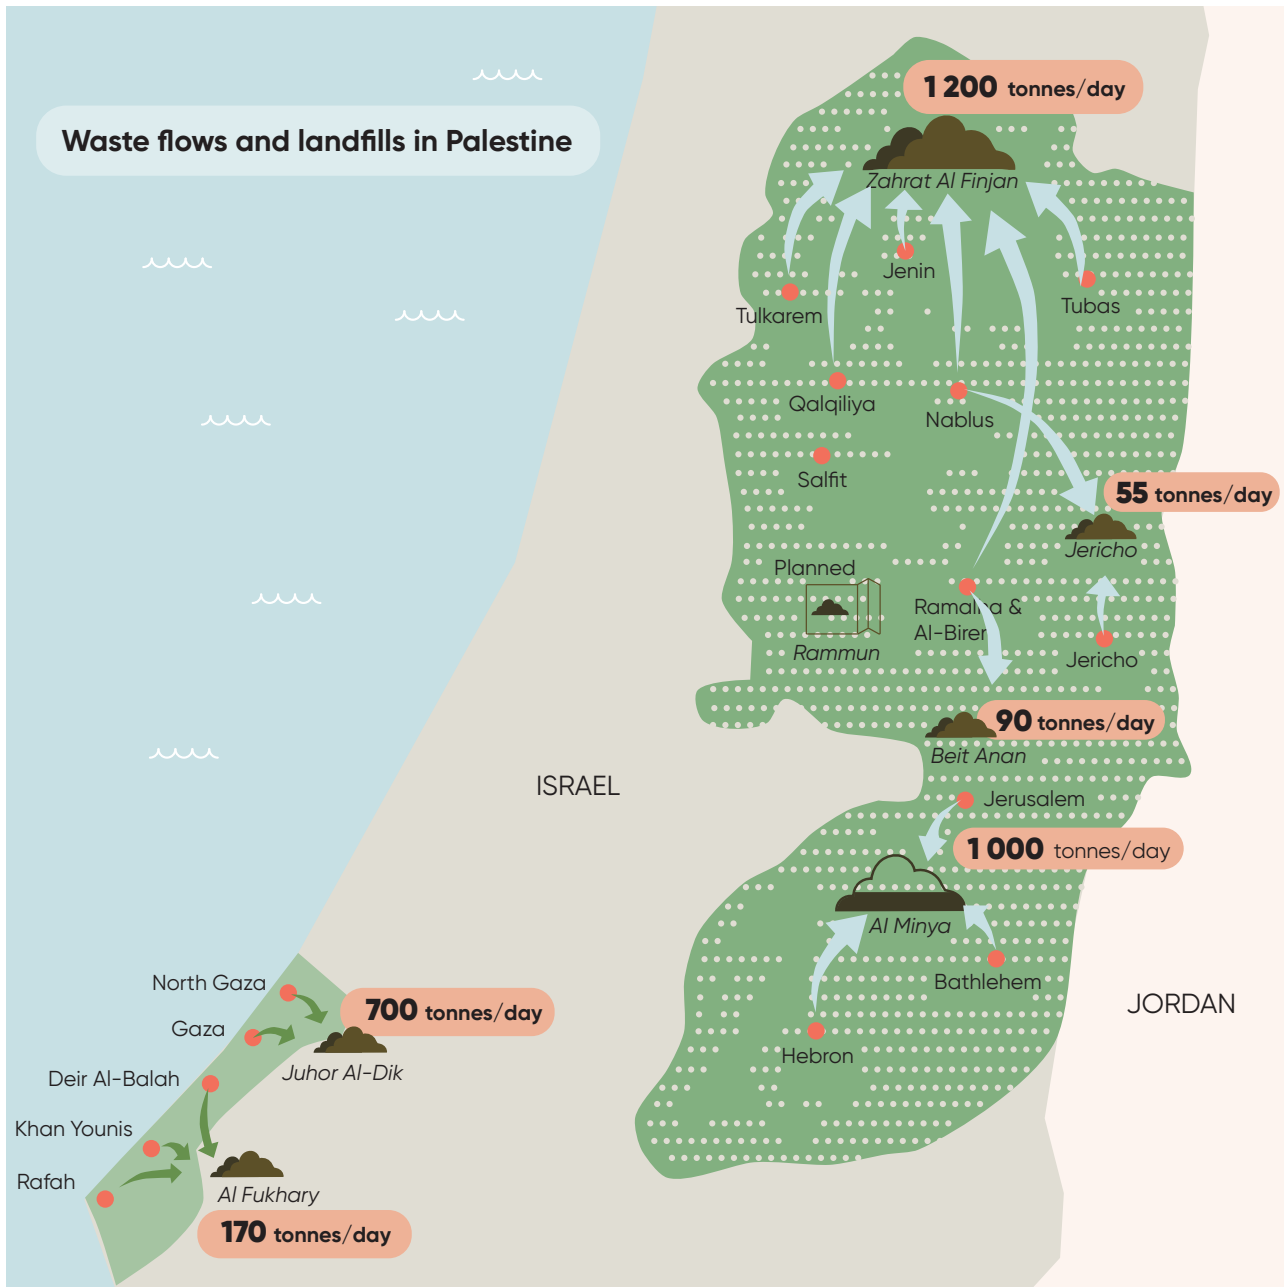 Waste flows and landfills in Palestine
1 200 tonnes/day
Zahrat Al Finjan
Jenin
Tulkarem
Tubas
Qalqiliya
Nablus
Salfit
55 tonnes/day
Jericho
Planned
Rammun
Ramalha &
Al-Birer
Jericho
90 tonnes/day
Beit Anan
ISRAEL
Jerusalem
1 000 tonnes/day
Al Minya
Bathlehem
Hebron
JORDAN
North Gaza
700 tonnes/day
Gaza
Juhor Al-Dik
Deir Al-Balah
Khan Younis
Rafah
Al Fukhary
170 tonnes/day